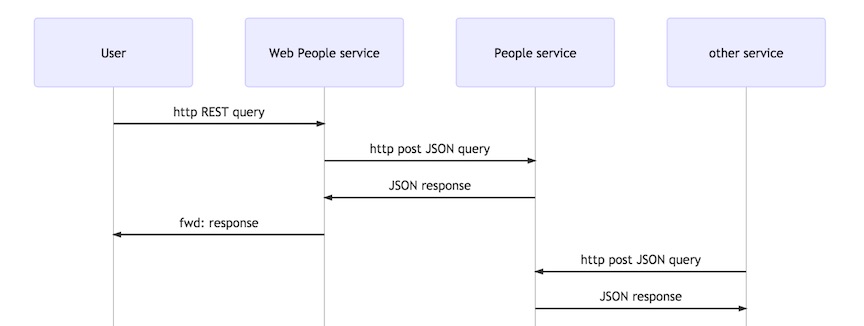 User
Web People service
People service
other service
http REST query
http post JSON query
JSON response
fwd: response
http post JSON query
JSON response